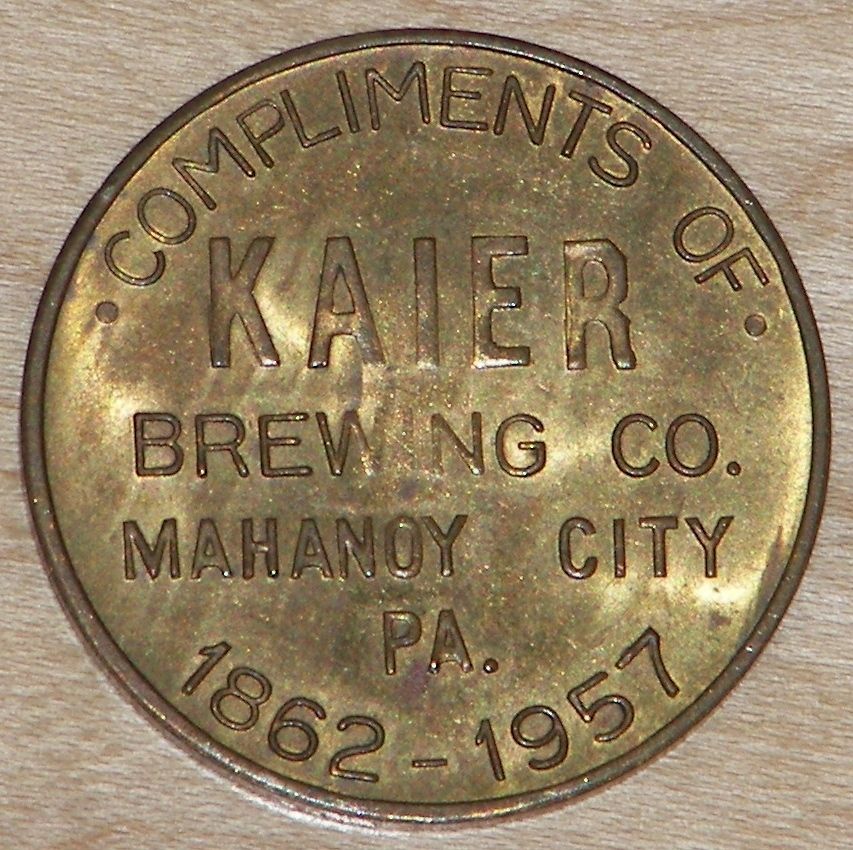 COMPLIMENTS OF
KAIER
BREWING CO.
MAHANOY CITY
PA.
1862-1957